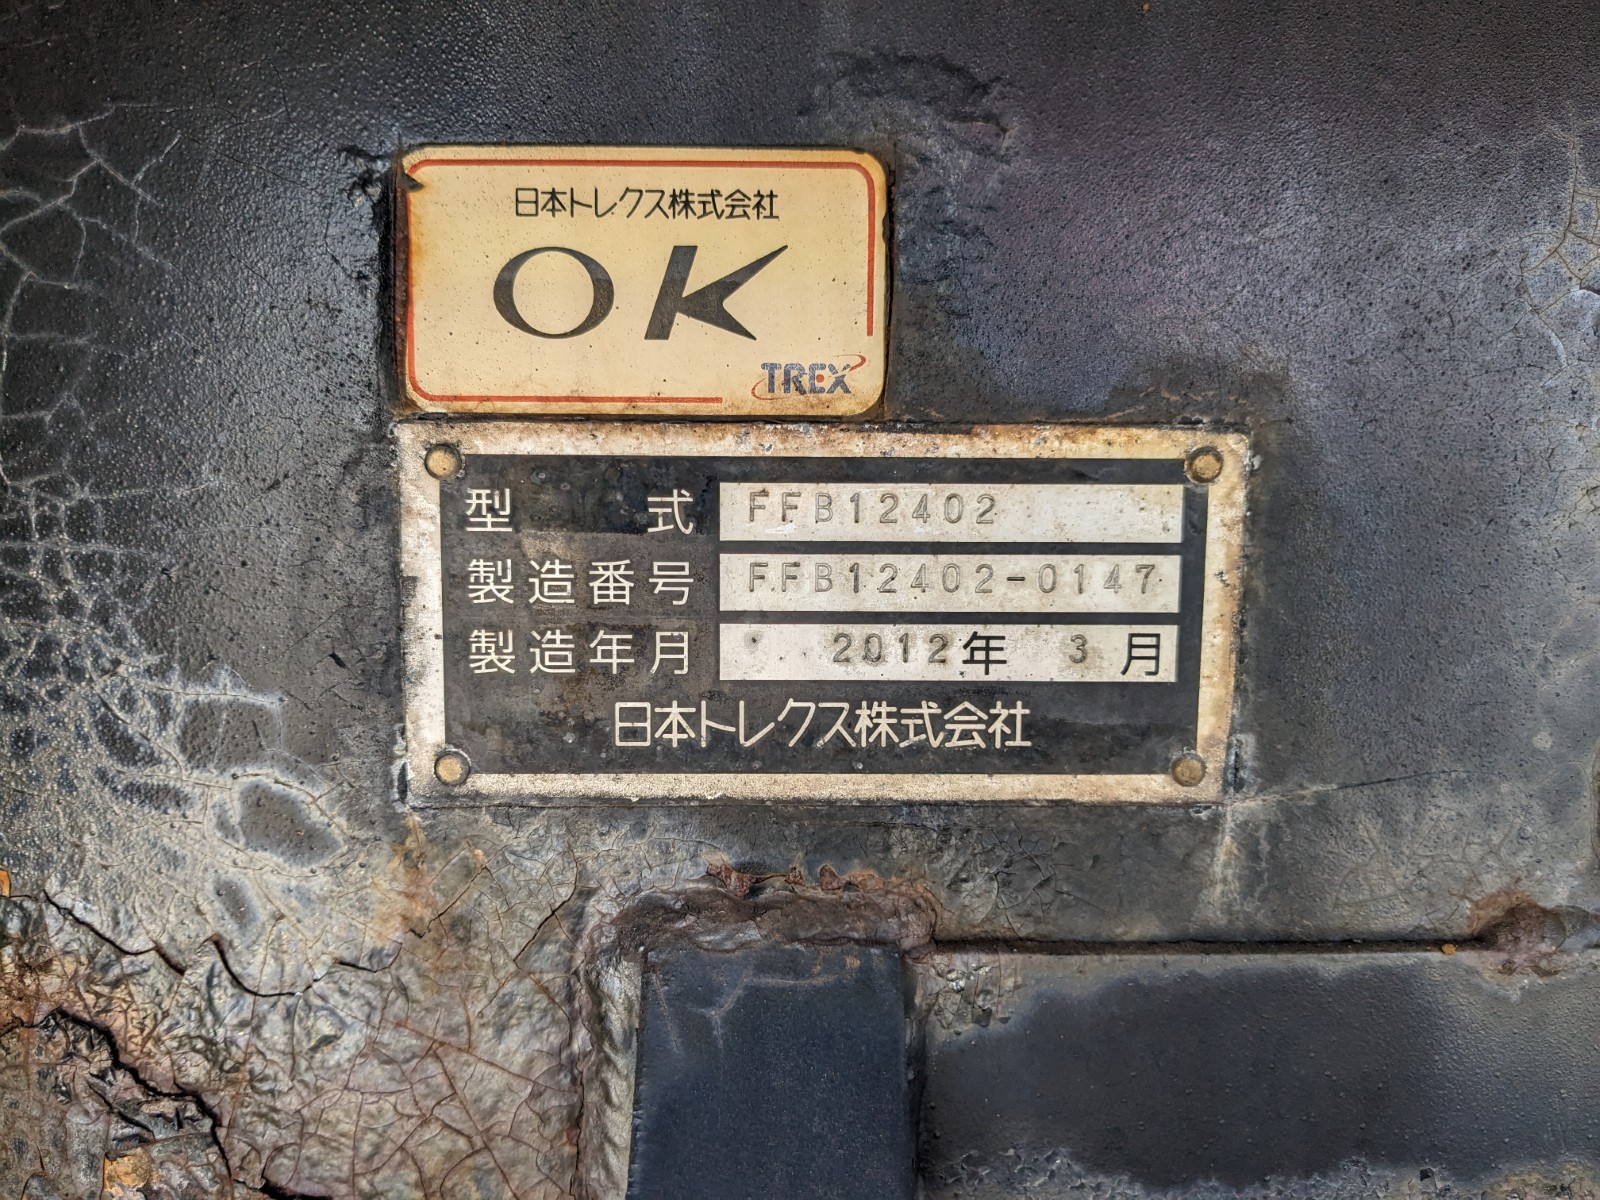 日本トレクス株式会社
OK
TREX
型式 FFB12402
製造番号 FFB12402-0147
製造年月 2012年 3月
日本トレクス株式会社